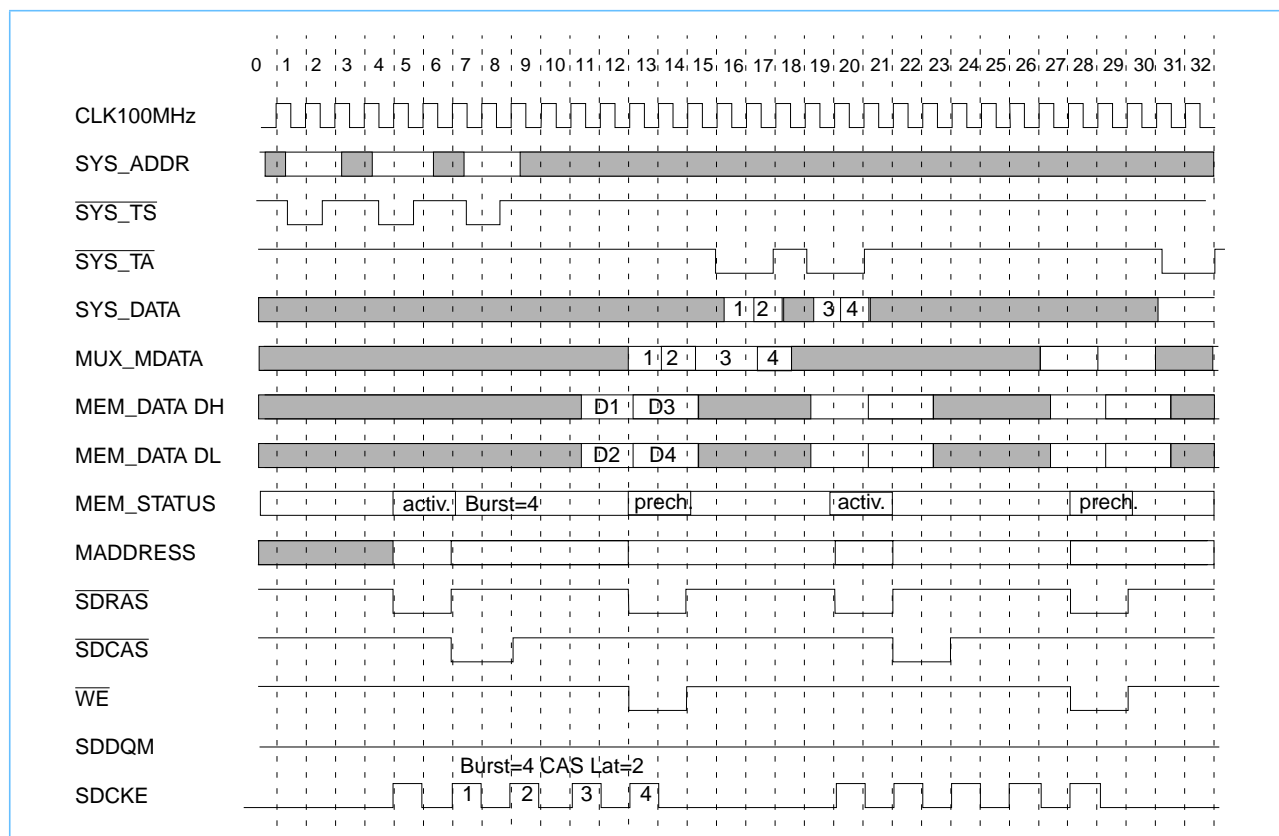 0 1 2 3 4 5 6 7 8 9 10 11 12 13 14 15 16 17 18 19 20 21 22 23 24 25 26 27 28 29 30 31 32
CLK100MHz
SYS_ADDR
SYS_TS
SYS_TA
SYS_DATA 1 2 3 4
MUX_MDATA 1 2 3 4
MEM_DATA DH D1 D3
MEM_DATA DL D2 D4
MEM_STATUS activ. Burst=4 prech. activ. prech.
MADDRESS
SDRAS
SDCAS
WE
SDDQM
Burst=4 CAS Lat=2
SDCKE 1 2 3 4